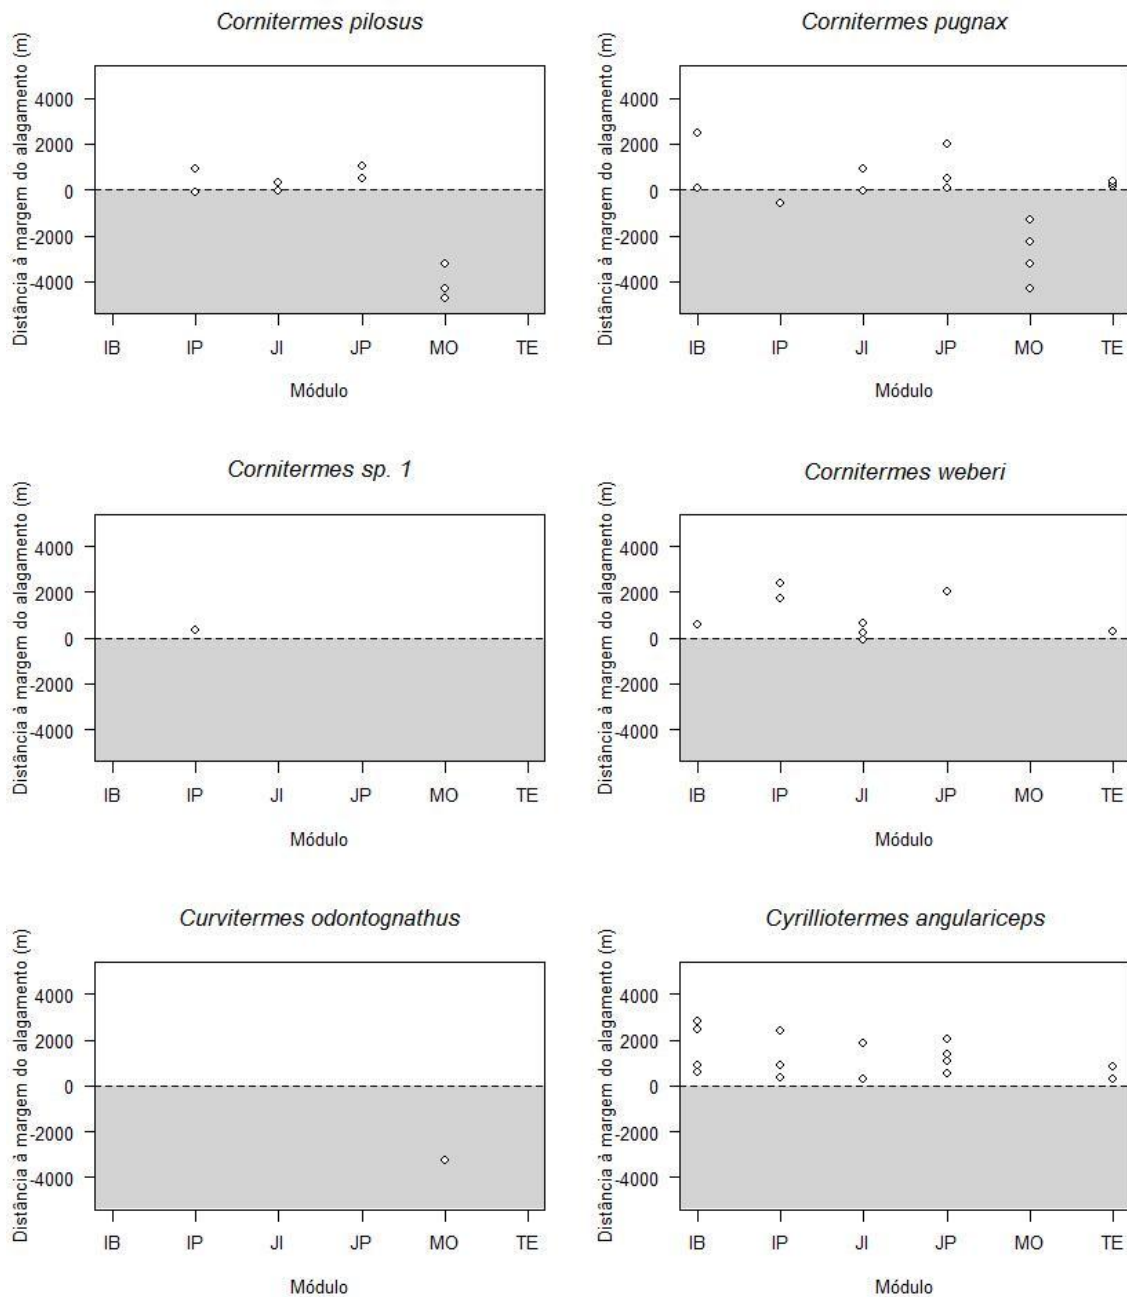 Cornitermes pilosus
Distância à margem do alagamento (m)
4000
2000
0
-2000
-4000
IB IP JI JP MO TE
Módulo
Cornitermes pugnax
Distância à margem do alagamento (m)
4000
2000
0
-2000
-4000
IB IP JI JP MO TE
Módulo
Cornitermes sp. 1
Distância à margem do alagamento (m)
4000
2000
0
-2000
-4000
IB IP JI JP MO TE
Módulo
Cornitermes weberi
Distância à margem do alagamento (m)
4000
2000
0
-2000
-4000
IB IP JI JP MO TE
Módulo
Curvitermes odontognathus
Distância à margem do alagamento (m)
4000
2000
0
-2000
-4000
IB IP JI JP MO TE
Módulo
Cyrilliotermes angulariceps
Distância à margem do alagamento (m)
4000
2000
0
-2000
-4000
IB IP JI JP MO TE
Módulo